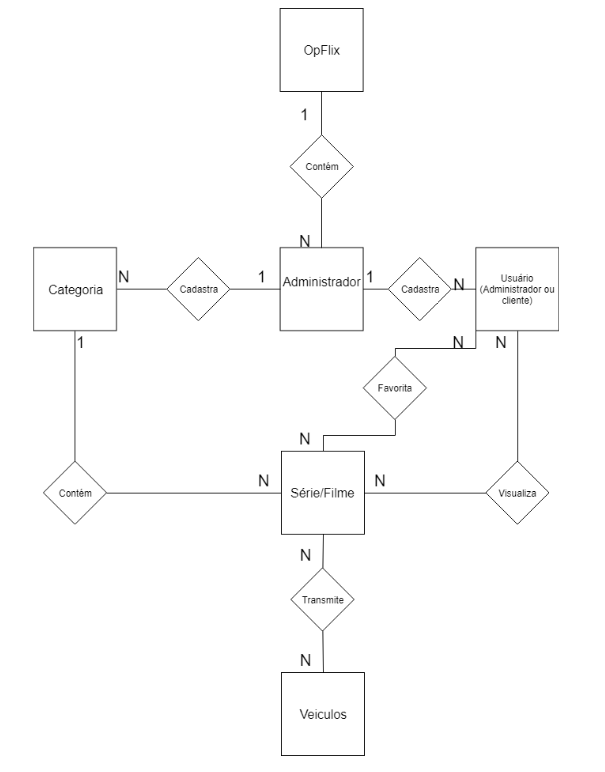 OpFlix
1
Contém
N
Categoria
N
Cadastra
1
Administrador
1
Cadastra
N
Usuário
(Administrador ou
cliente)
1
N
N
Favorita
N
Contém
N
Série/Filme
N
Visualiza
N
Transmite
N
Veiculos